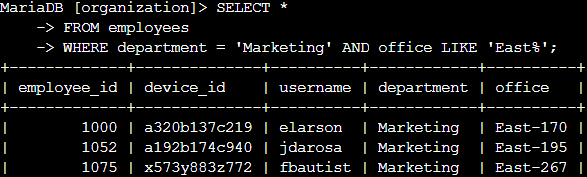 MariaDB [organization]> SELECT *
    -> FROM employees
    -> WHERE department = 'Marketing' AND office LIKE 'East%';
+-------------+--------------+----------+------------+----------+
| employee_id | device_id    | username | department | office   |
+-------------+--------------+----------+------------+----------+
|        1000 | a320b137c219 | elarson  | Marketing  | East-170 |
|        1052 | a192b174c940 | jdarosa  | Marketing  | East-195 |
|        1075 | x573y883z772 | fbautist | Marketing  | East-267 |